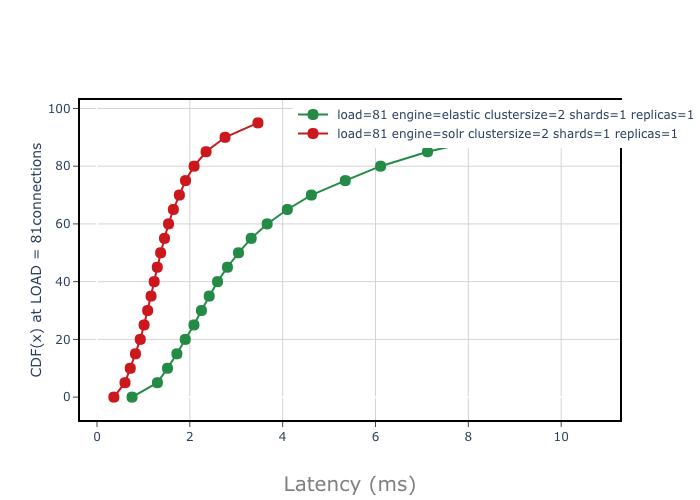 load=81 engine=elastic clustersize=2 shards=1 replicas=1
load=81 engine=solr clustersize=2 shards=1 replicas=1
CDF(x) at LOAD = 81connections
100
80
60
40
20
0
0 2 4 6 8 10
Latency (ms)